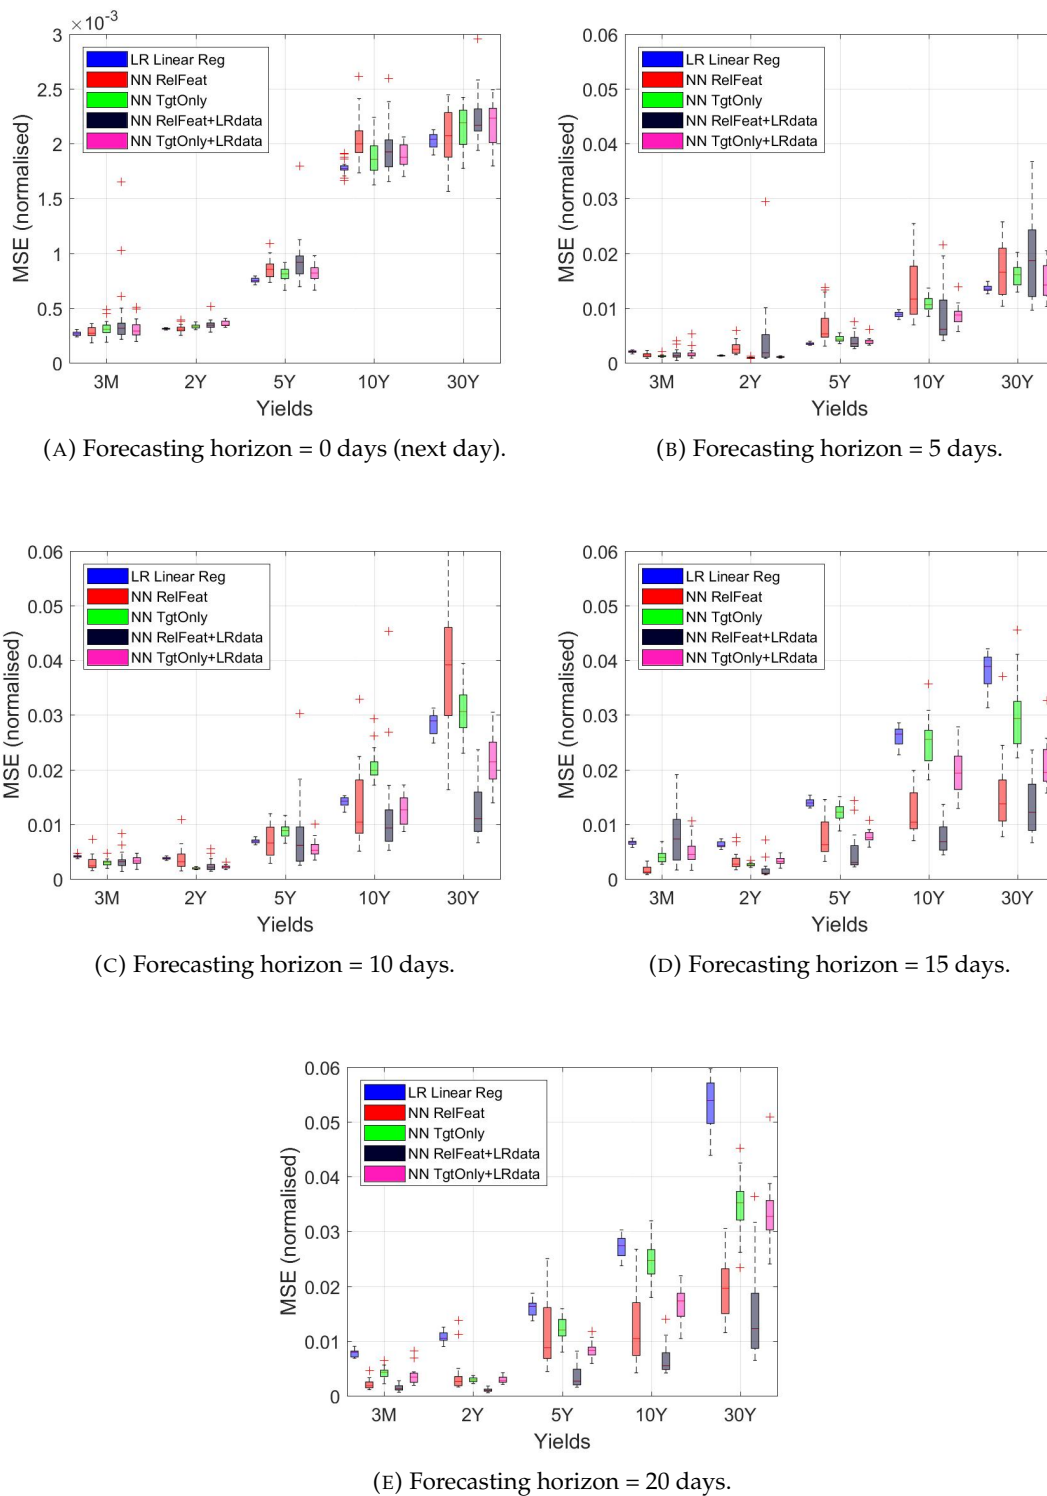 ×10⁻³
3
2.5
2
1.5
1
0.5
0
MSE (normalised)
LR Linear Reg
NN RelFeat
NN TgtOnly
NN RelFeat+LRdata
NN TgtOnly+LRdata
3M 2Y 5Y 10Y 30Y
Yields
(A) Forecasting horizon = 0 days (next day).
0.06
0.05
0.04
0.03
0.02
0.01
0
MSE (normalised)
LR Linear Reg
NN RelFeat
NN TgtOnly
NN RelFeat+LRdata
NN TgtOnly+LRdata
3M 2Y 5Y 10Y 30Y
Yields
(B) Forecasting horizon = 5 days.
0.06
0.05
0.04
0.03
0.02
0.01
0
MSE (normalised)
LR Linear Reg
NN RelFeat
NN TgtOnly
NN RelFeat+LRdata
NN TgtOnly+LRdata
3M 2Y 5Y 10Y 30Y
Yields
(C) Forecasting horizon = 10 days.
0.06
0.05
0.04
0.03
0.02
0.01
0
MSE (normalised)
LR Linear Reg
NN RelFeat
NN TgtOnly
NN RelFeat+LRdata
NN TgtOnly+LRdata
3M 2Y 5Y 10Y 30Y
Yields
(D) Forecasting horizon = 15 days.
0.06
0.05
0.04
0.03
0.02
0.01
0
MSE (normalised)
LR Linear Reg
NN RelFeat
NN TgtOnly
NN RelFeat+LRdata
NN TgtOnly+LRdata
3M 2Y 5Y 10Y 30Y
Yields
(E) Forecasting horizon = 20 days.